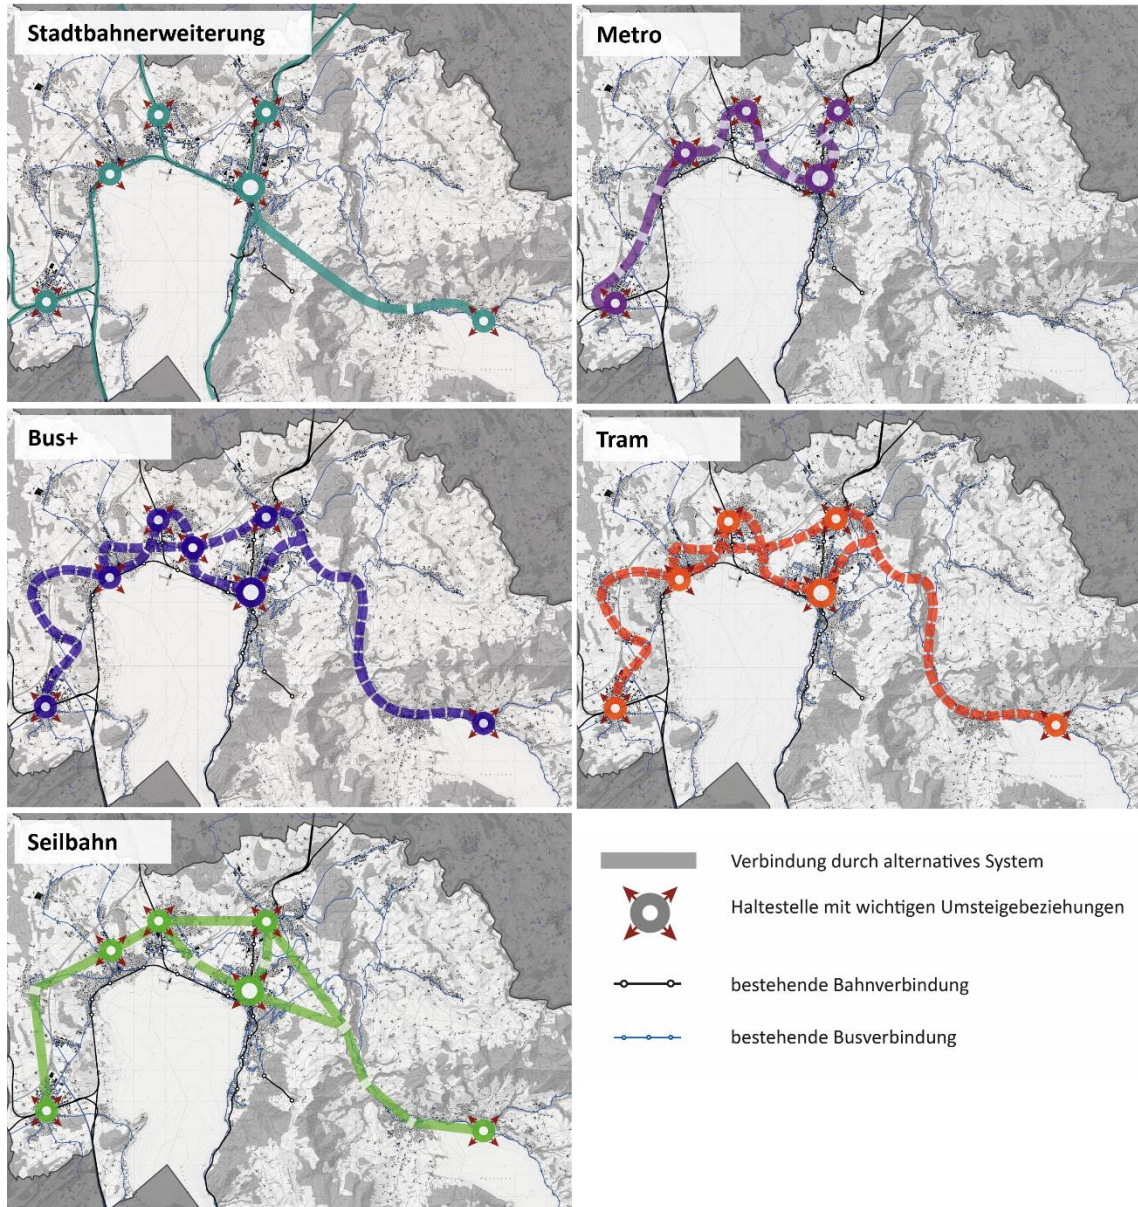 Stadtbahnerweiterung
Metro
Bus+
Tram
Seilbahn
Verbindung durch alternatives System
Haltestelle mit wichtigen Umsteigebeziehungen
bestehende Bahnverbindung
bestehende Busverbindung